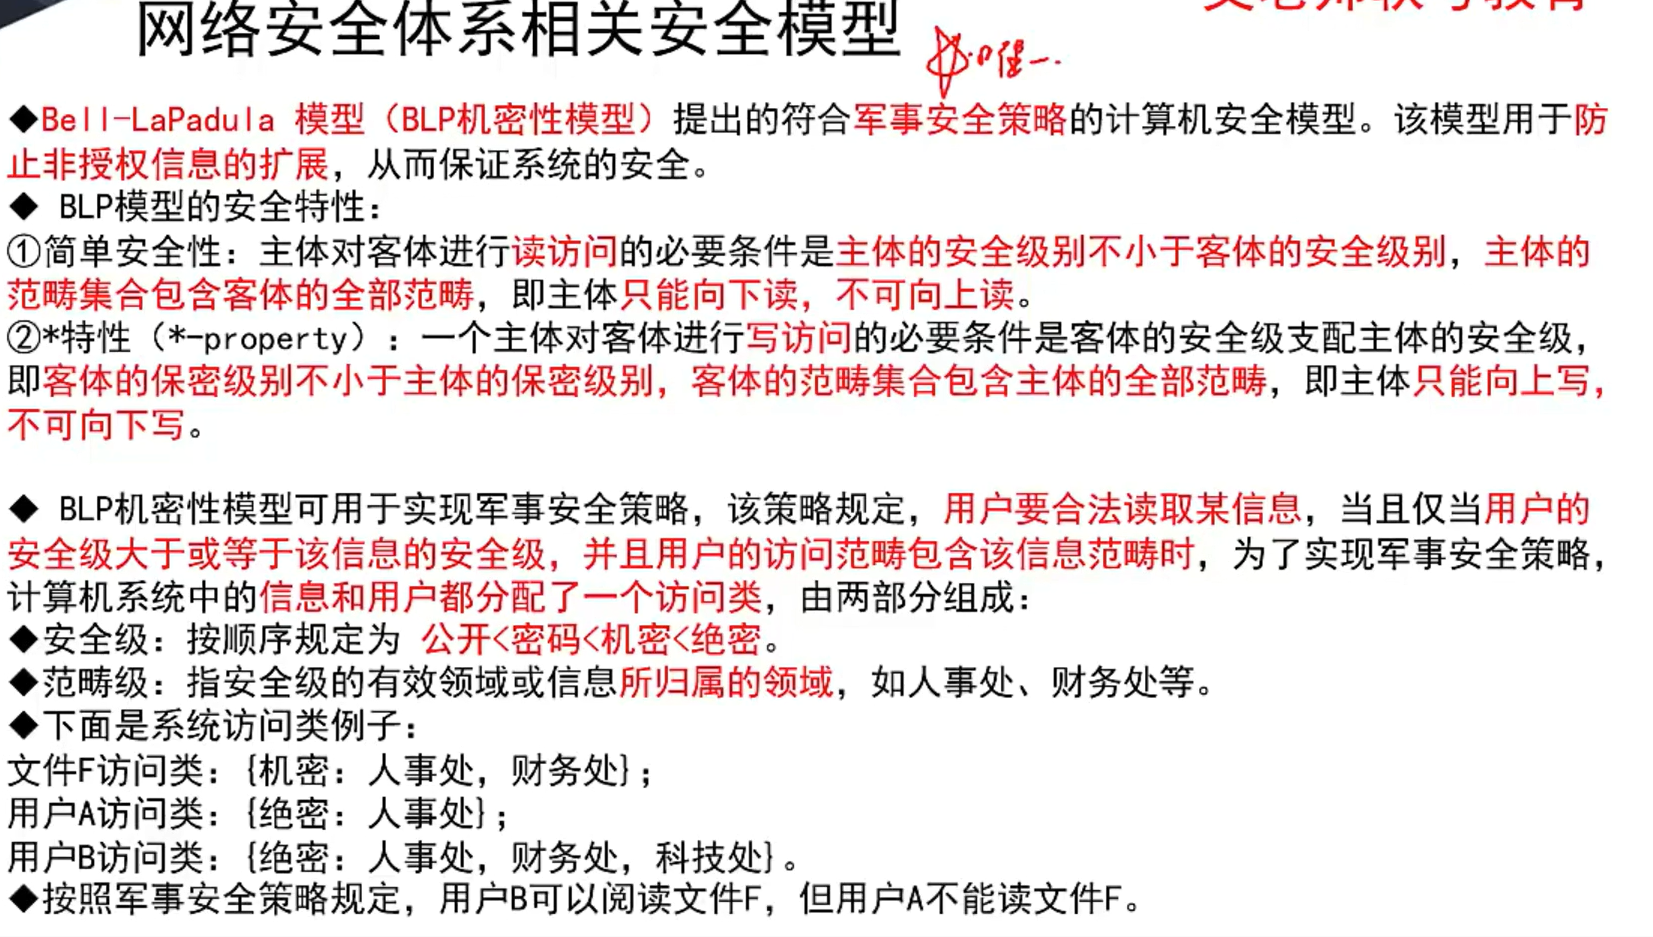 网络安全体系相关安全模型
◆Bell-LaPadula 模型（BLP机密性模型）提出的符合军事安全策略的计算机安全模型。该模型用于防
止非授权信息的扩展，从而保证系统的安全。
◆ BLP模型的安全特性：
①简单安全性：主体对客体进行读访问的必要条件是主体的安全级别不小于客体的安全级别，主体的
范畴集合包含客体的全部范畴，即主体只能向下读，不可向上读。
②*特性（*-property）：一个主体对客体进行写访问的必要条件是客体的安全级支配主体的安全级，
即客体的保密级别不小于主体的保密级别，客体的范畴集合包含主体的全部范畴，即主体只能向上写，
不可向下写。
◆ BLP机密性模型可用于实现军事安全策略，该策略规定，用户要合法读取某信息，当且仅当用户的
安全级大于或等于该信息的安全级，并且用户的访问范畴包含该信息范畴时，为了实现军事安全策略，
计算机系统中的信息和用户都分配了一个访问类，由两部分组成：
◆安全级：按顺序规定为 公开<密码<机密<绝密。
◆范畴级：指安全级的有效领域或信息所归属的领域，如人事处、财务处等。
◆下面是系统访问类例子：
文件F访问类：{机密：人事处，财务处}；
用户A访问类：{绝密：人事处}；
用户B访问类：{绝密：人事处，财务处，科技处}。
◆按照军事安全策略规定，用户B可以阅读文件F，但用户A不能读文件F。